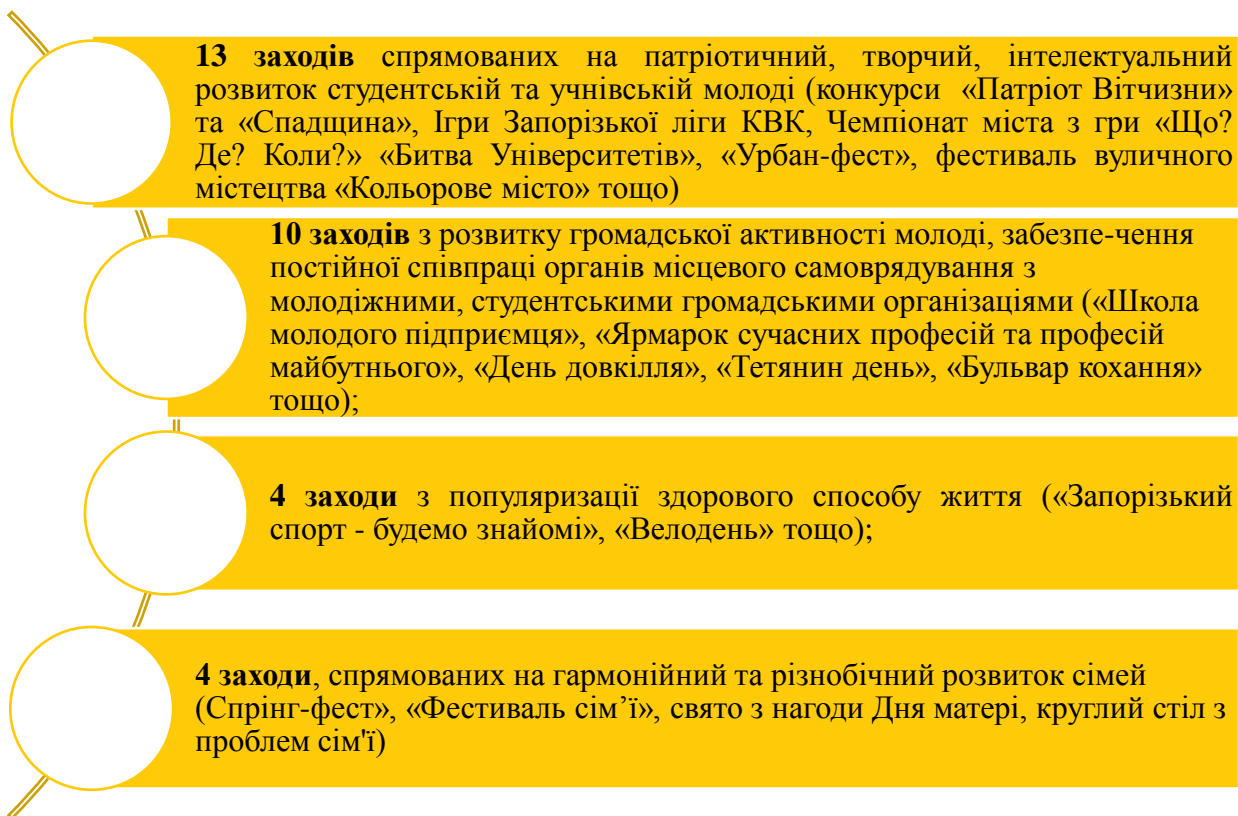 13 заходів спрямованих на патріотичний, творчий, інтелектуальний
розвиток студентській та учнівській молоді (конкурси «Патріот Вітчизни»
та «Спадщина», Ігри Запорізької ліги КВК, Чемпіонат міста з гри «Що?
Де? Коли?» «Битва Університетів», «Урбан-фест», фестиваль вуличного
містецтва «Кольорове місто» тощо)
10 заходів з розвитку громадської активності молоді, забезпе-чення
постійної співпраці органів місцевого самоврядування з
молодіжними, студентськими громадськими організаціями («Школа
молодого підприємця», «Ярмарок сучасних професій та професій
майбутнього», «День довкілля», «Тетянин день», «Бульвар кохання»
тощо);
4 заходи з популяризації здорового способу життя («Запорізький
спорт - будемо знайомі», «Велодень» тощо);
4 заходи, спрямованих на гармонійний та різнобічний розвиток сімей
(Спрінг-фест», «Фестиваль сім’ї», свято з нагоди Дня матері, круглий стіл з
проблем сім'ї)